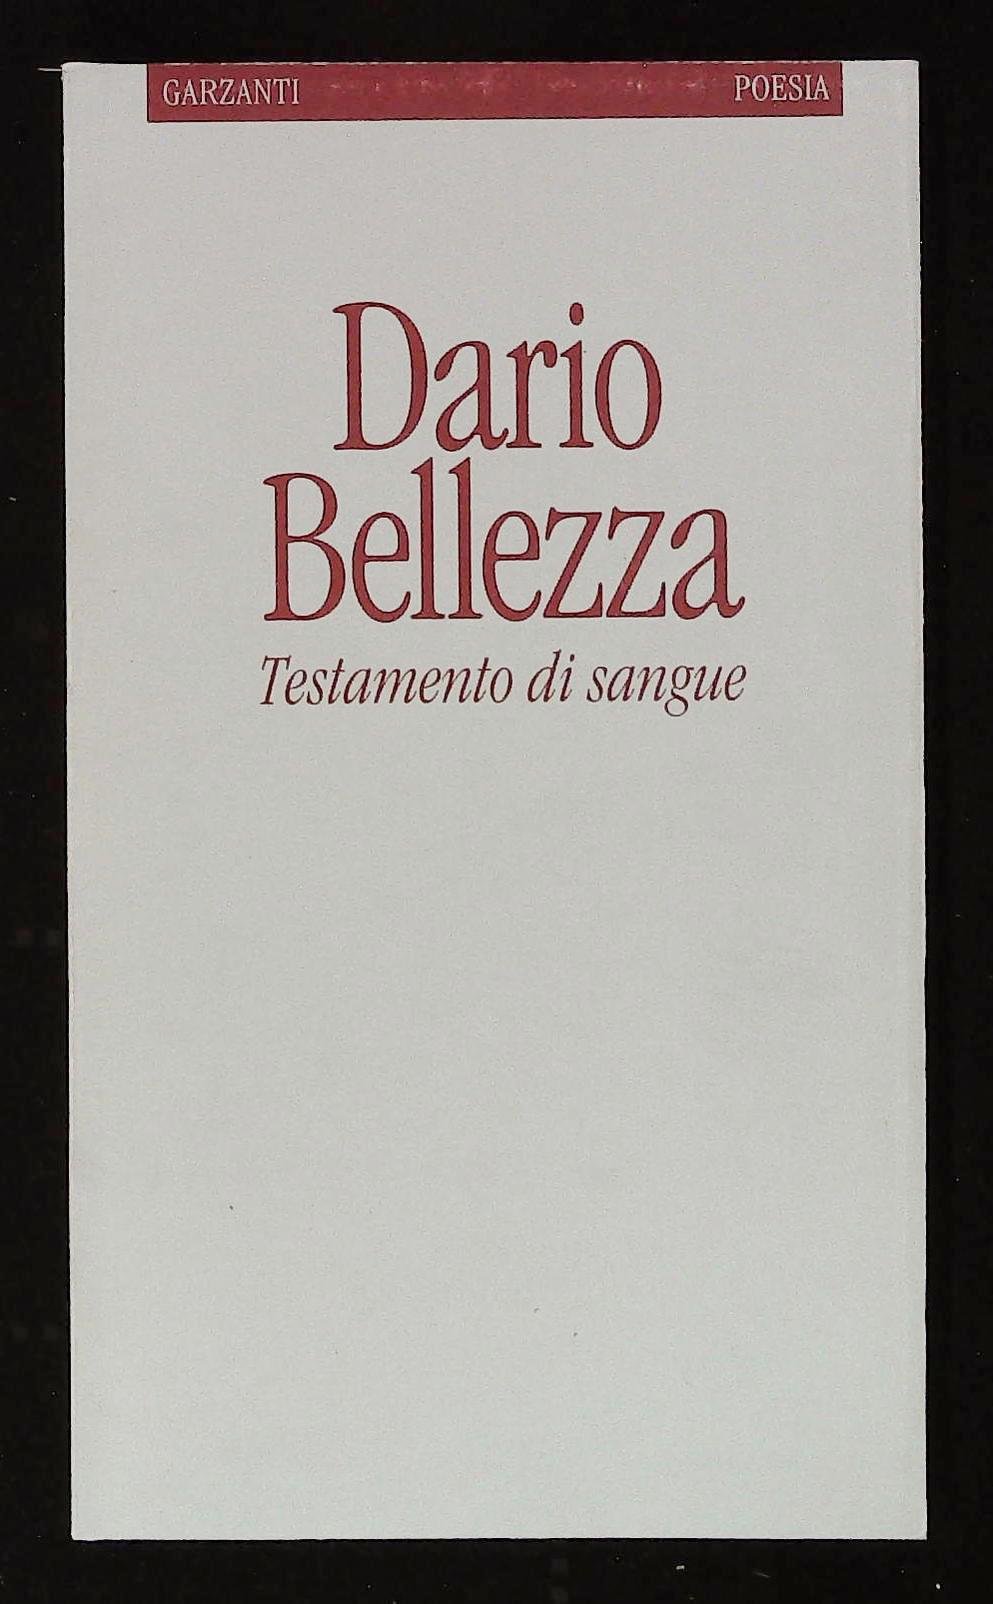 GARZANTI POESIA
Dario
Bellezza
Testamento di sangue